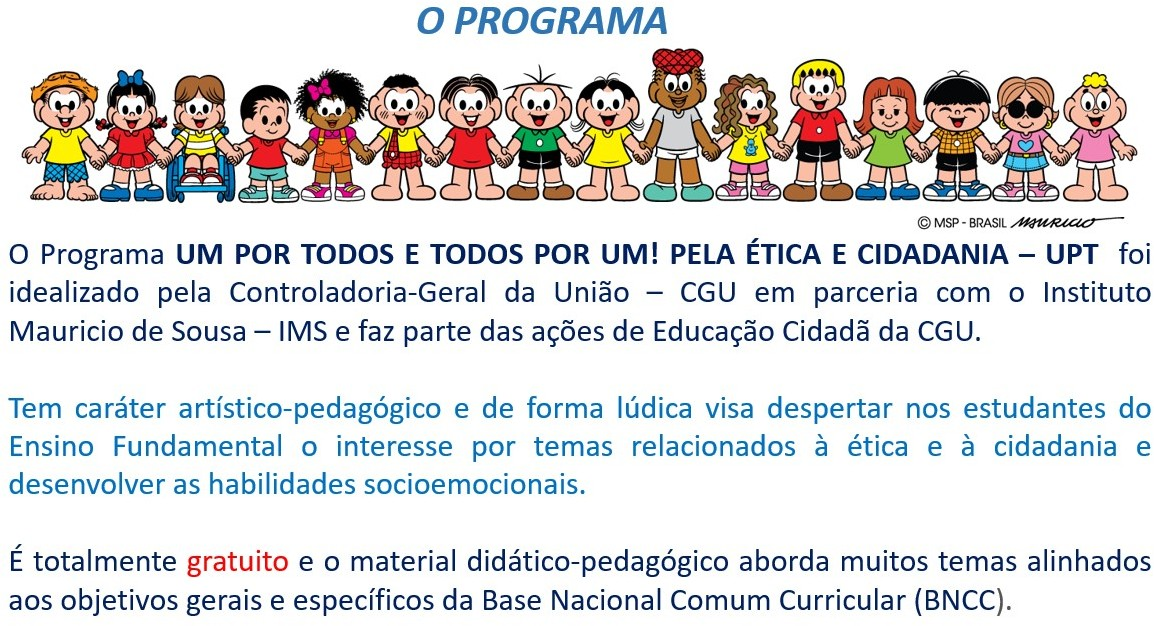 O PROGRAMA
© MSP - BRASIL MAURICIO
O Programa UM POR TODOS E TODOS POR UM! PELA ÉTICA E CIDADANIA – UPT foi
idealizado pela Controladoria-Geral da União – CGU em parceria com o Instituto
Mauricio de Sousa – IMS e faz parte das ações de Educação Cidadã da CGU.
Tem caráter artístico-pedagógico e de forma lúdica visa despertar nos estudantes do
Ensino Fundamental o interesse por temas relacionados à ética e à cidadania e
desenvolver as habilidades socioemocionais.
É totalmente gratuito e o material didático-pedagógico aborda muitos temas alinhados
aos objetivos gerais e específicos da Base Nacional Comum Curricular (BNCC).